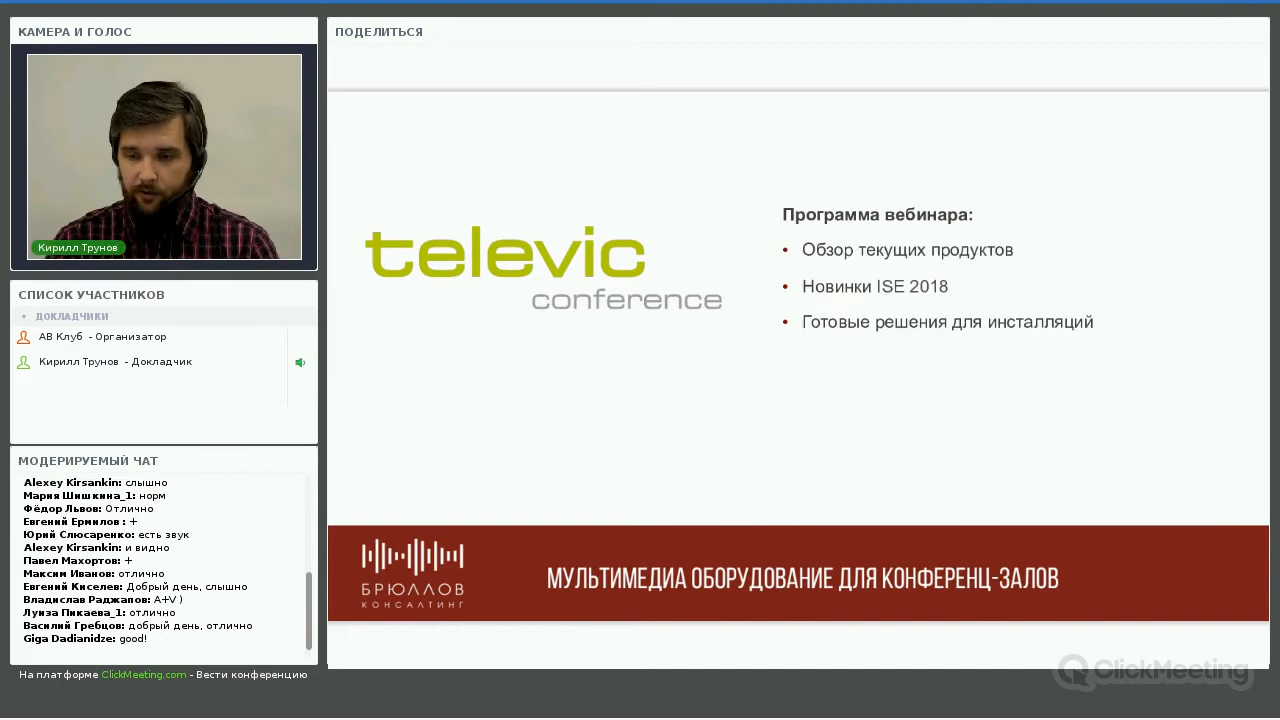 КАМЕРА И ГОЛОС
Кирилл Трунов
СПИСОК УЧАСТНИКОВ
ДОКЛАДЧИКИ
АВ Клуб - Организатор
Кирилл Трунов - Докладчик
МОДЕРИРУЕМЫЙ ЧАТ
Alexey Kirsankin: слышно
Мария Шишкина_1: норм
Фёдор Львов: Отлично
Евгений Ермилов : +
Юрий Слюсаренко: есть звук
Alexey Kirsankin: и видно
Павел Махортов: +
Максим Иванов: отлично
Евгений Киселев: Добрый день, слышно
Владислав Раджапов: A+V )
Луиза Пикаева_1: отлично
Василий Гребцов: добрый день, отлично
Giga Dadianidze: good!
На платформе ClickMeeting.com - Вести конференцию
ПОДЕЛИТЬСЯ
televic
conference
Программа вебинара:
• Обзор текущих продуктов
• Новинки ISE 2018
• Готовые решения для инсталляций
БРЮЛЛОВ
КОНСАЛТИНГ
МУЛЬТИМЕДИА ОБОРУДОВАНИЕ ДЛЯ КОНФЕРЕНЦ-ЗАЛОВ
ClickMeeting